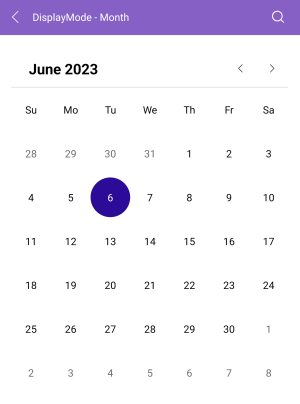 DisplayMode - Month
June 2023
Su Mo Tu We Th Fr Sa
28 29 30 31 1 2 3
4 5 6 7 8 9 10
11 12 13 14 15 16 17
18 19 20 21 22 23 24
25 26 27 28 29 30 1
2 3 4 5 6 7 8